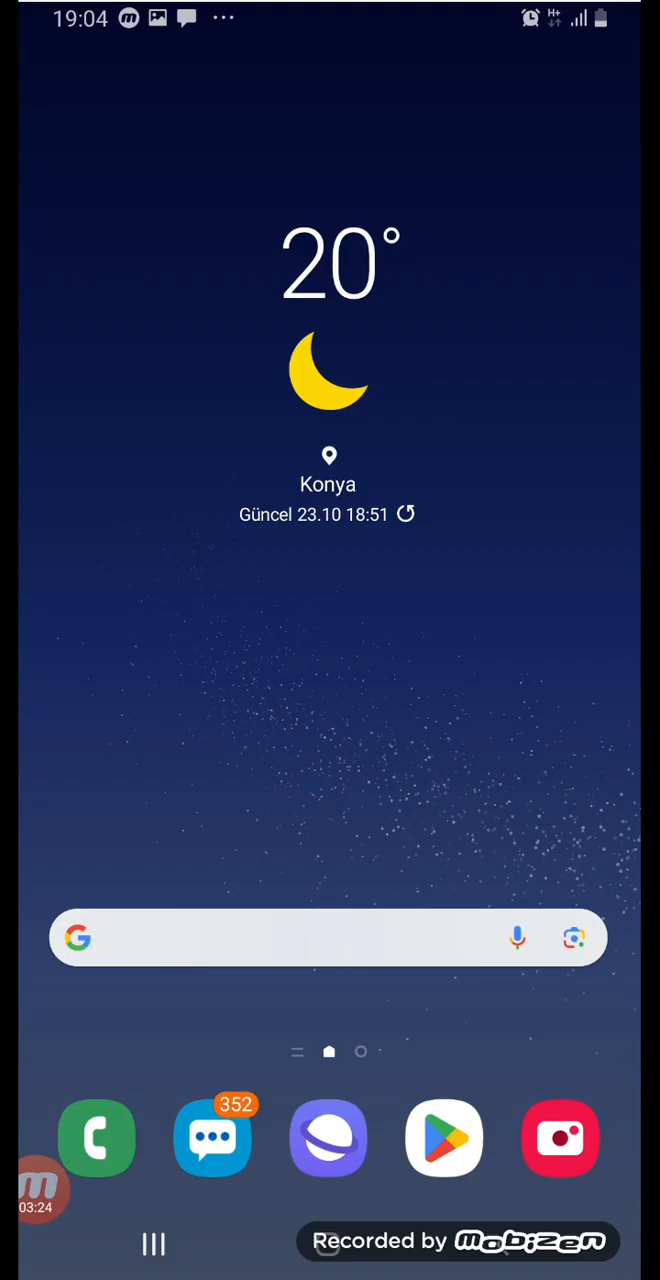 19:04
H+
20°
Konya
Güncel 23.10 18:51
352
03:24
Recorded by mobizen